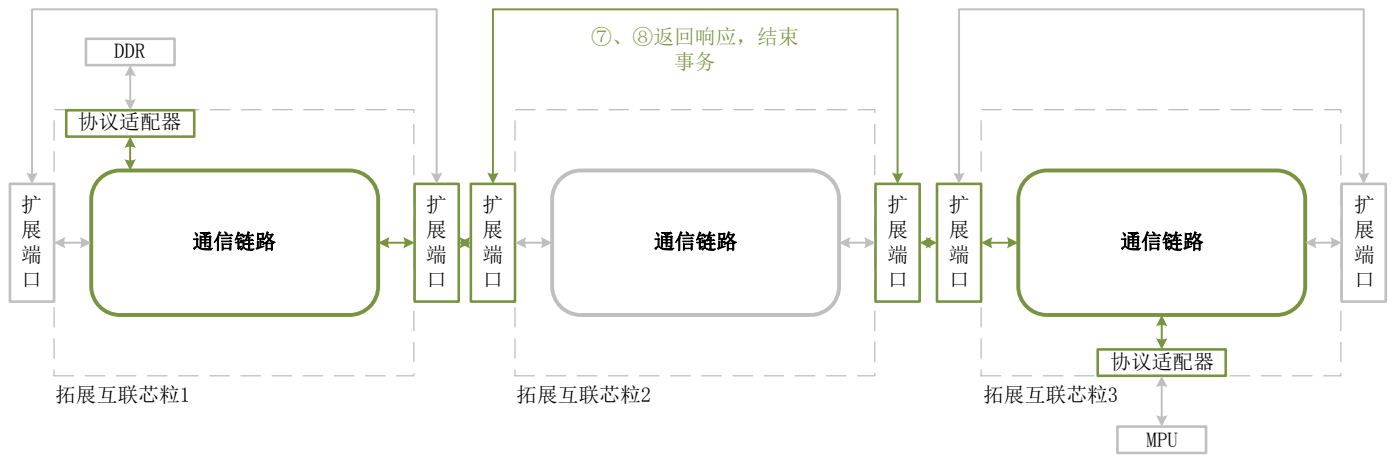 ⑦、⑧返回响应，结束
事务
DDR
协议适配器
扩展端口
通信链路
扩展端口
扩展端口
通信链路
扩展端口
扩展端口
通信链路
扩展端口
协议适配器
拓展互联芯粒1
拓展互联芯粒2
拓展互联芯粒3
MPU